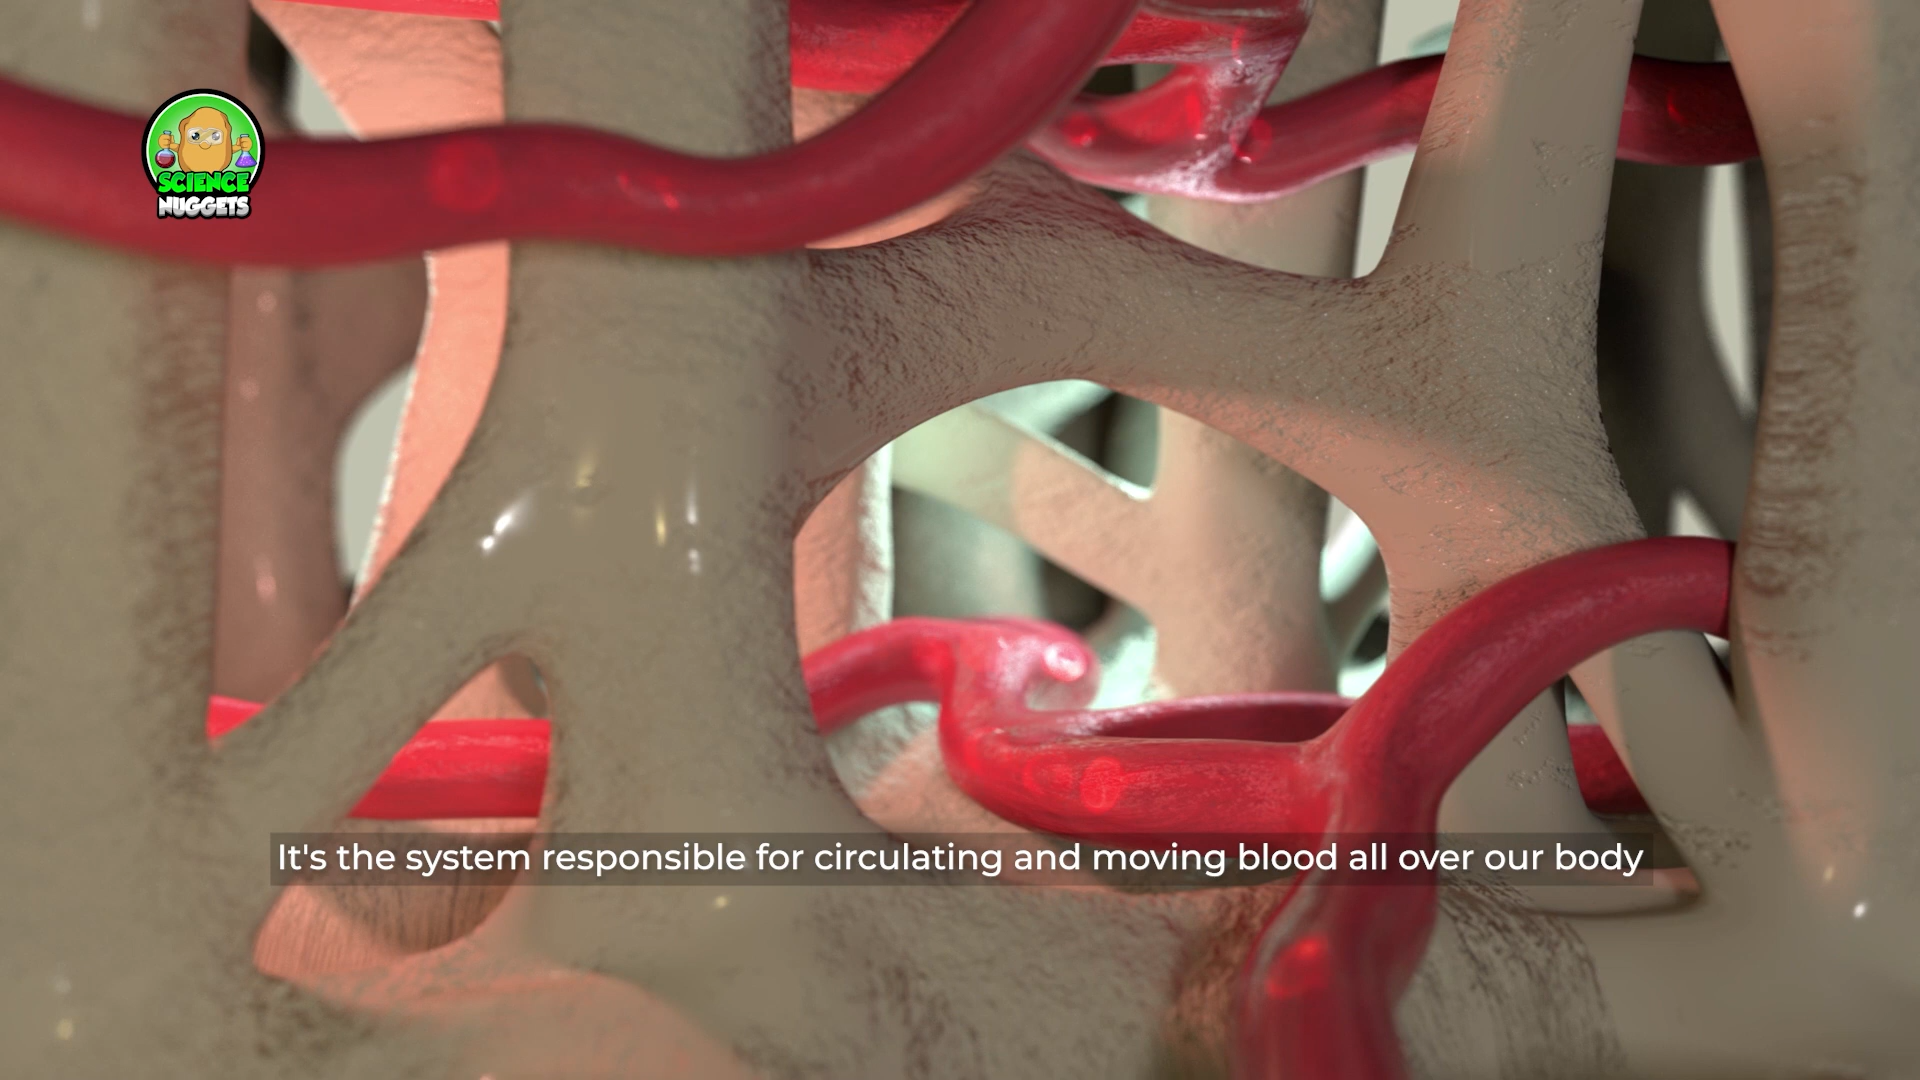 SCIENCE
NUGGETS
It's the system responsible for circulating and moving blood all over our body